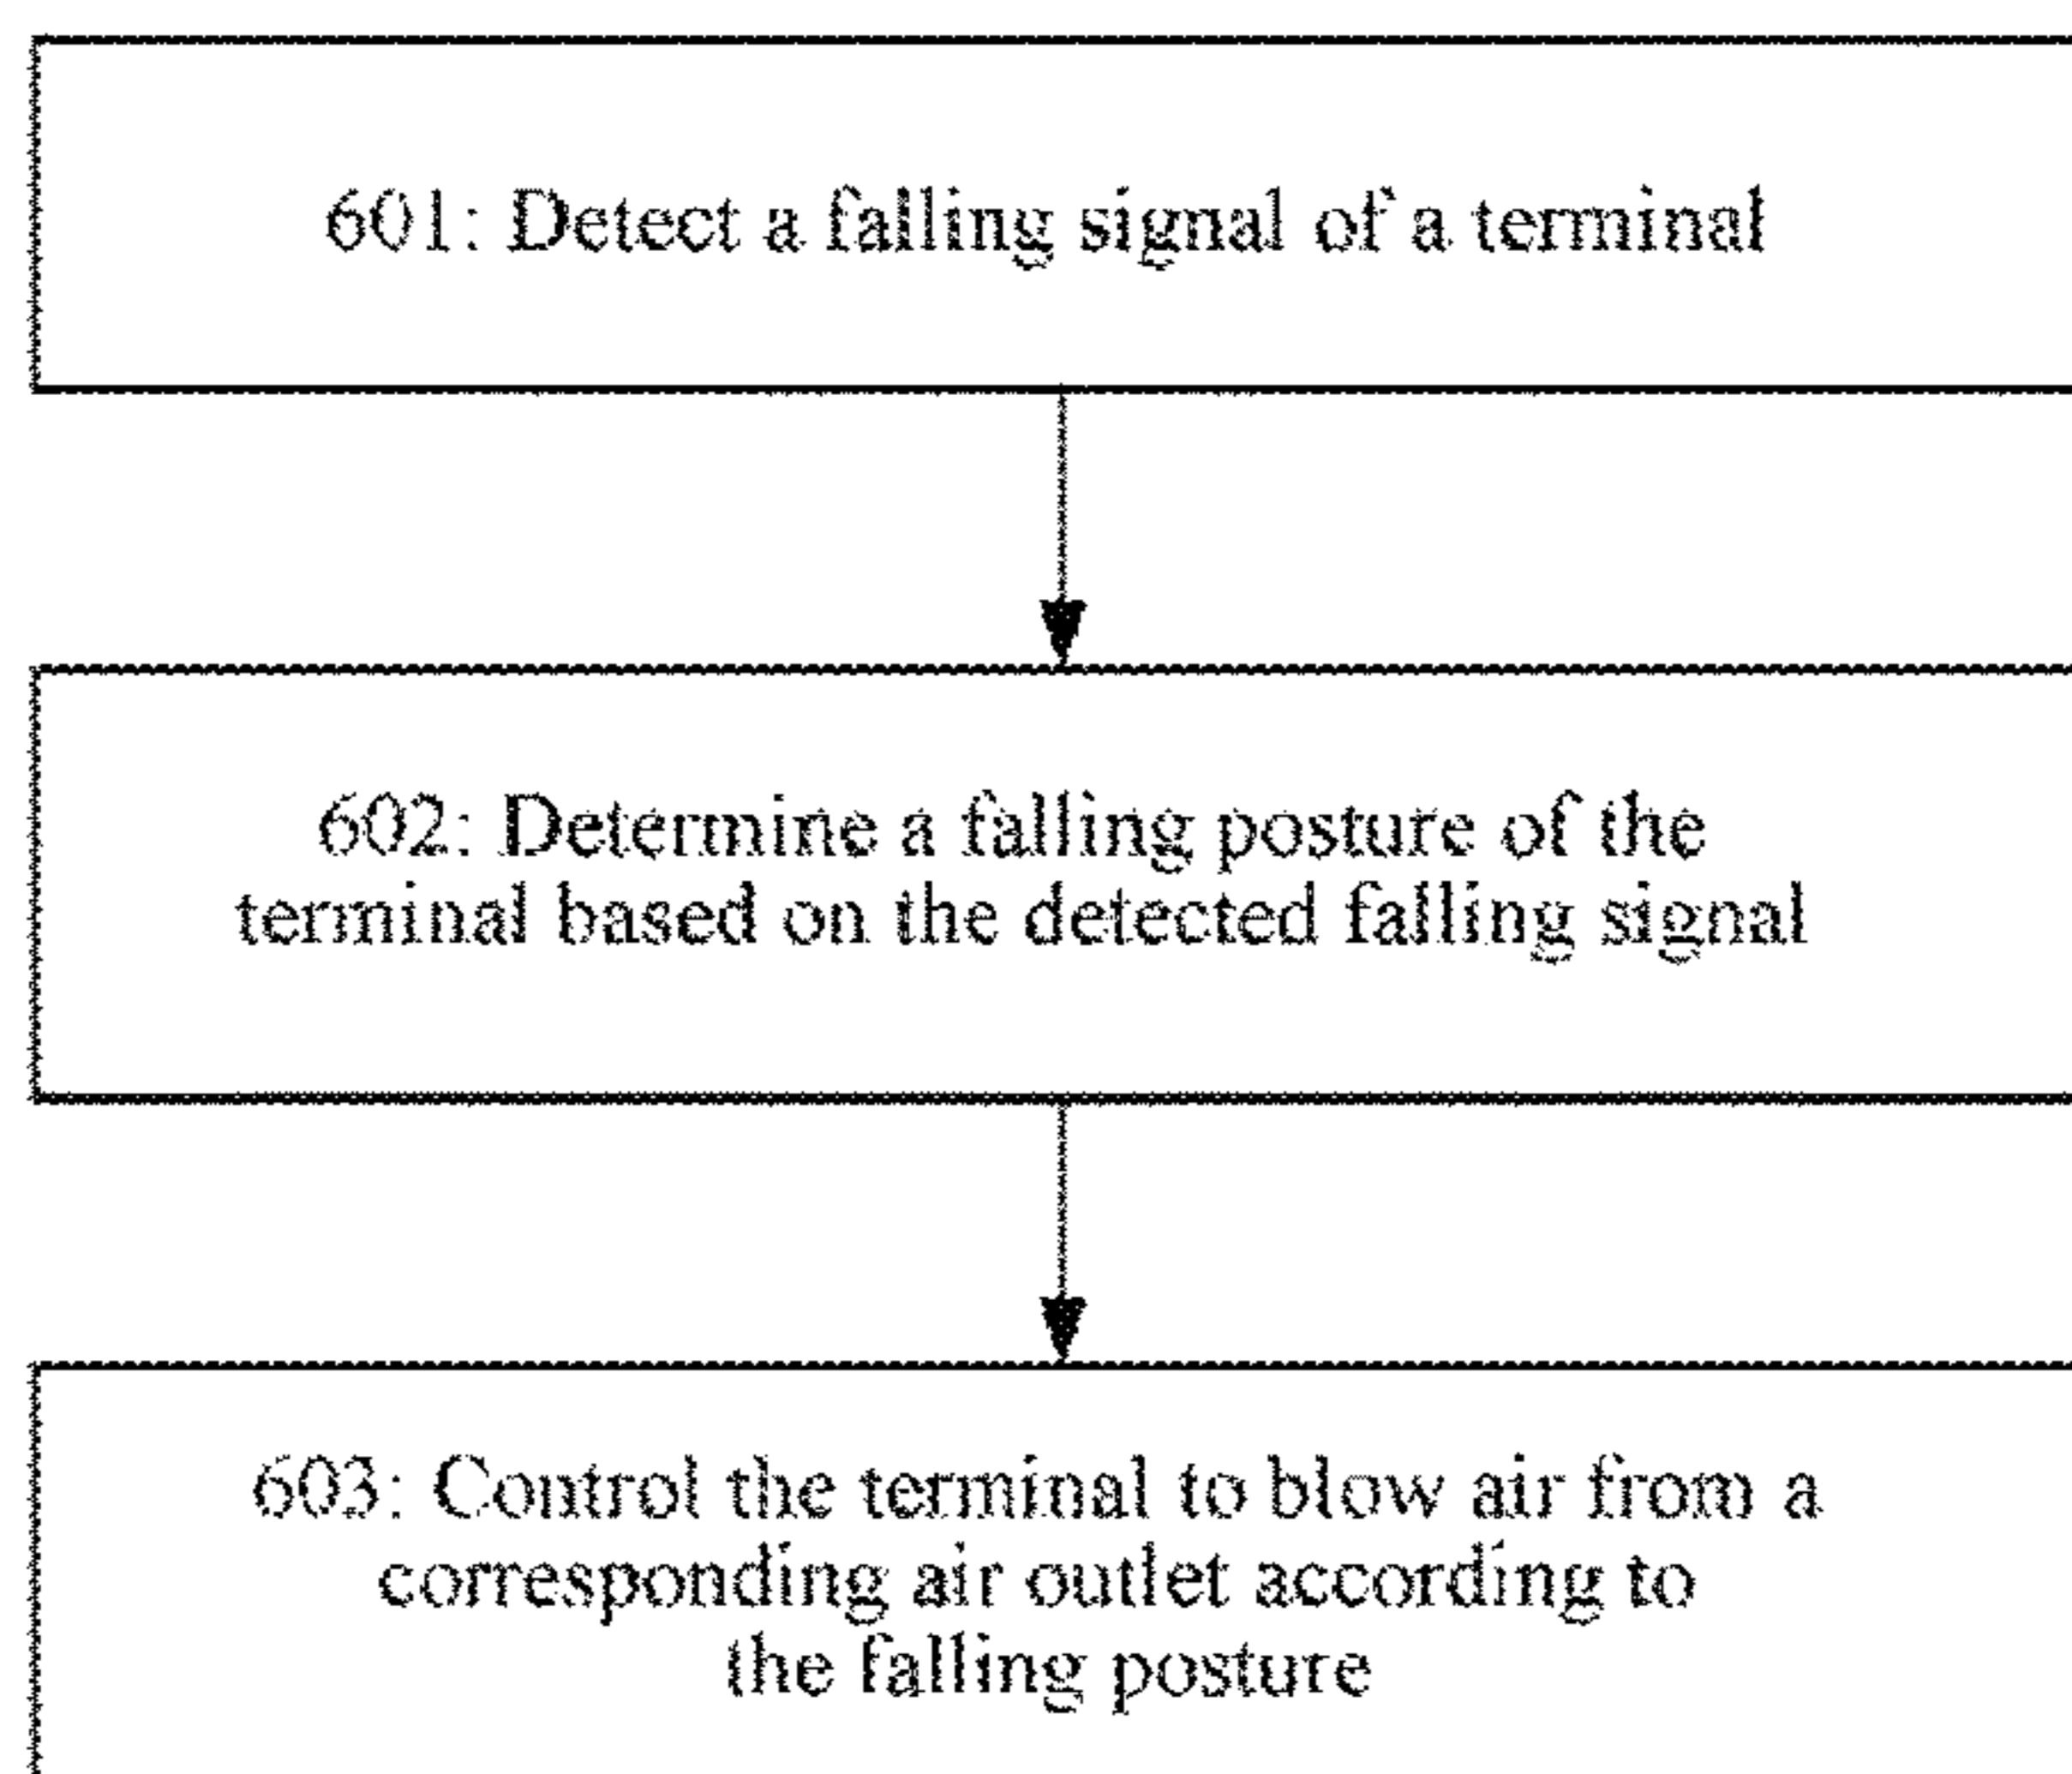 601: Detect a falling signal of a terminal
602: Determine a falling posture of the
terminal based on the detected falling signal
603: Control the terminal to blow air from a
corresponding air outlet according to
the falling posture